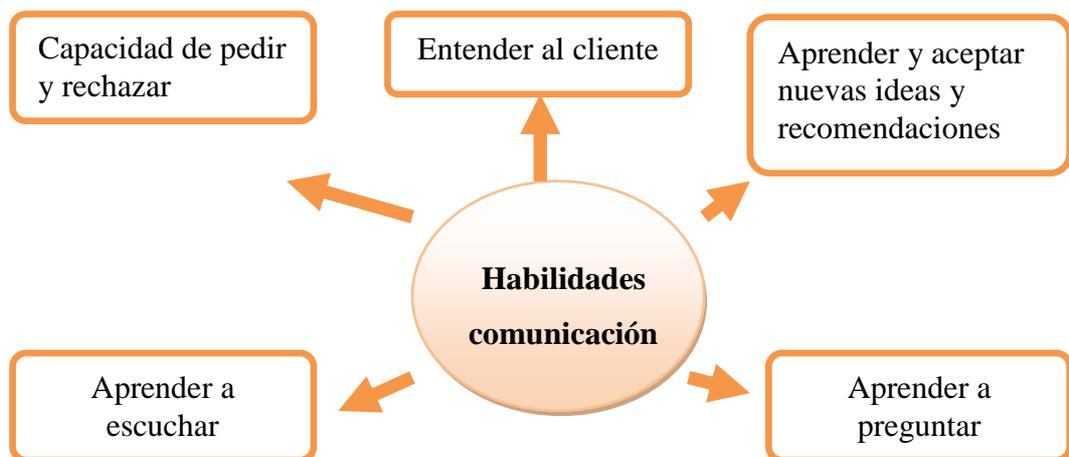 Capacidad de pedir
y rechazar
Entender al cliente
Aprender y aceptar
nuevas ideas y
recomendaciones
Habilidades
comunicación
Aprender a
escuchar
Aprender a
preguntar